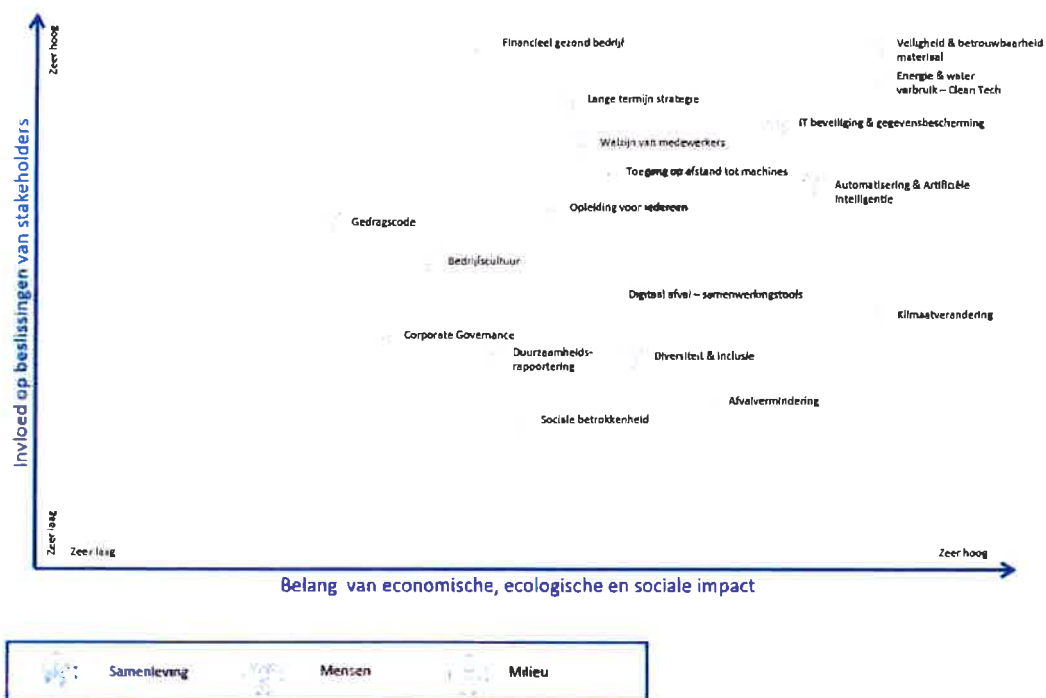 Zeer hoog
Invloed op beslissingen van stakeholders
Zeer laag
Financieel gezond bedrijf
Veiligheid & betrouwbaarheid
materiaal
Energie & water
verbruik – Clean Tech
Lange termijn strategie
IT beveiliging & gegevensbescherming
Welzijn van medewerkers
Toegang op afstand tot machines
Automatisering & Artificiële
Intelligentie
Opleiding voor iedereen
Gedragscode
Bedrijfscultuur
Digitaal afval – samenwerkingstools
Klimaatverandering
Corporate Governance
Duurzaamheids-
rapportering
Diversiteit & inclusie
Afvalvermindering
Sociale betrokkenheid
Zeer laag
Zeer hoog
Belang van economische, ecologische en sociale impact
Samenleving
Mensen
Milieu